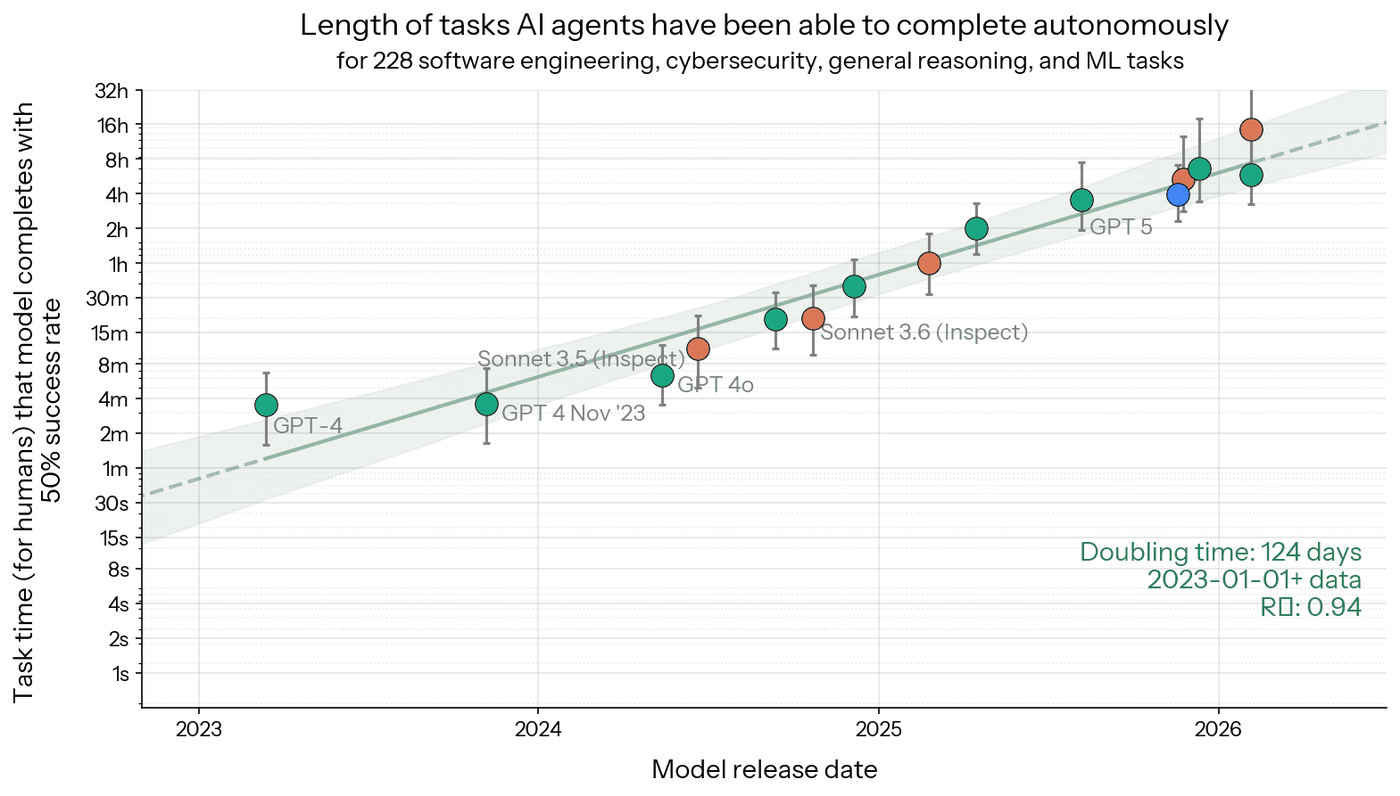 Length of tasks AI agents have been able to complete autonomously
for 228 software engineering, cybersecurity, general reasoning, and ML tasks
Task time (for humans) that model completes with
50% success rate
32h
16h
8h
4h
2h
1h
30m
15m
8m
4m
2m
1m
30s
15s
8s
4s
2s
1s
GPT-4
GPT 4 Nov '23
Sonnet 3.5 (Inspect)
GPT 4o
Sonnet 3.6 (Inspect)
GPT 5
Doubling time: 124 days
2023-01-01+ data
R▯: 0.94
2023
2024
2025
2026
Model release date